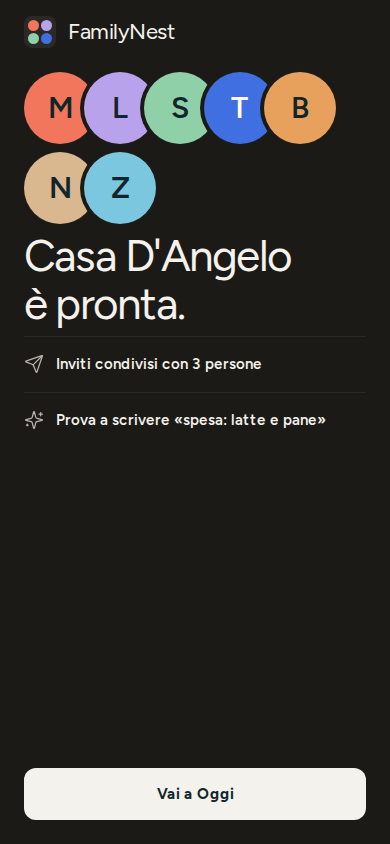 FamilyNest
M L S T B
N Z
Casa D'Angelo
è pronta.
Inviti condivisi con 3 persone
Prova a scrivere «spesa: latte e pane»
Vai a Oggi